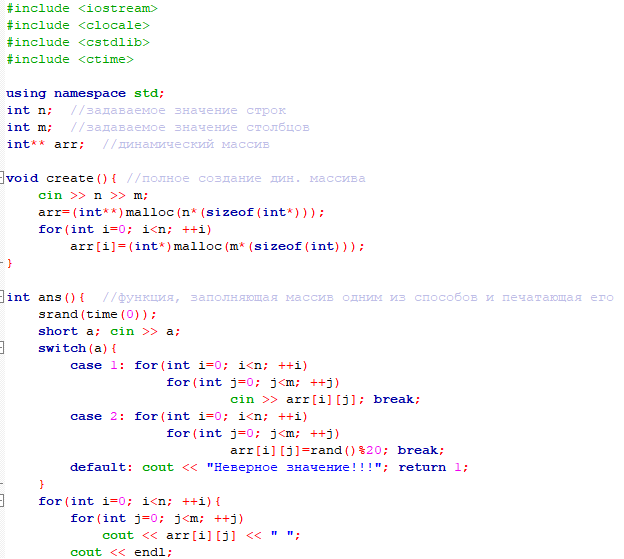 #include <iostream>
#include <clocale>
#include <cstdlib>
#include <ctime>
using namespace std;
int n;  //задаваемое значение строк
int m;  //задаваемое значение столбцов
int** arr;  //динамический массив
void create(){ //полное создание дин. массива
    cin >> n >> m;
    arr=(int**)malloc(n*(sizeof(int*)));
    for(int i=0; i<n; ++i)
        arr[i]=(int*)malloc(m*(sizeof(int)));
}
int ans(){  //функция, заполняющая массив одним из способов и печатающая его
    srand(time(0));
    short a; cin >> a;
    switch(a){
        case 1: for(int i=0; i<n; ++i)
                    for(int j=0; j<m; ++j)
                            cin >> arr[i][j]; break;
        case 2: for(int i=0; i<n; ++i)
                    for(int j=0; j<m; ++j)
                            arr[i][j]=rand()%20; break;
        default: cout << "Неверное значение!!!"; return 1;
    }
    for(int i=0; i<n; ++i){
        for(int j=0; j<m; ++j)
            cout << arr[i][j] << " ";
        cout << endl;